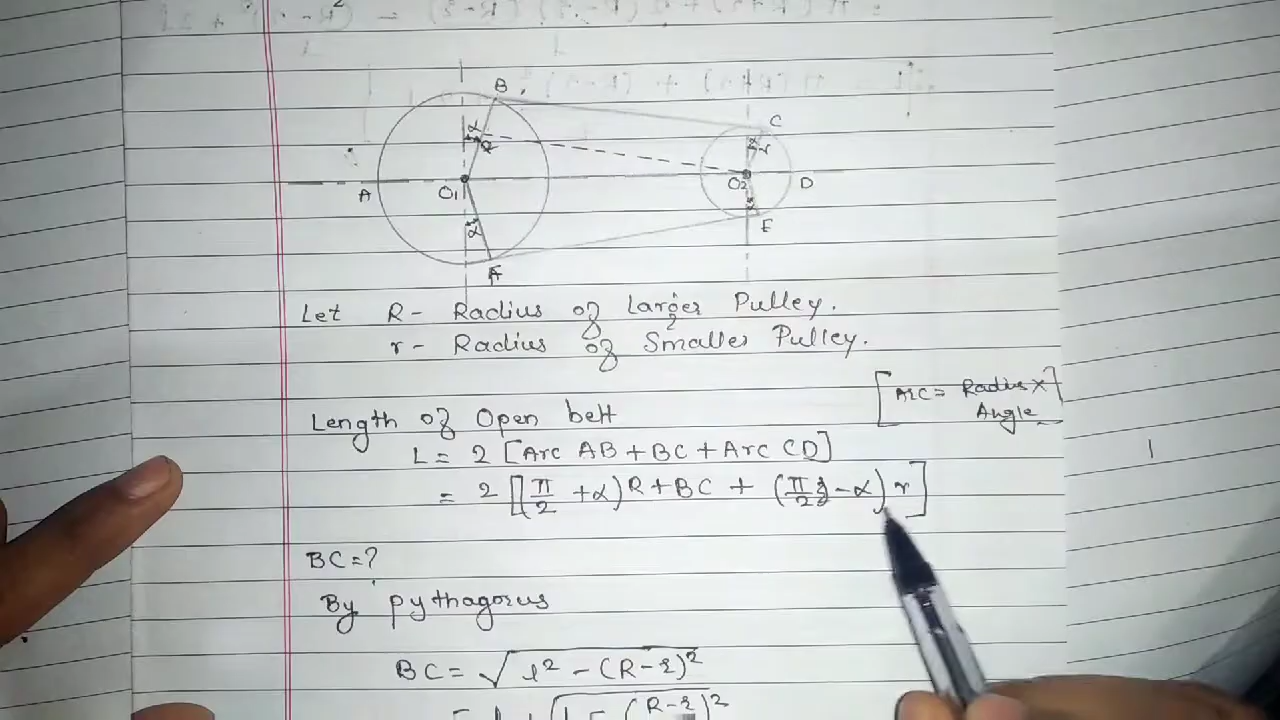 B
C
α
R
α
r
A
O1
O2
D
α
α
E
F
Let R- Radius of Larger Pulley.
r- Radius of Smaller Pulley.
[Arc = Radius x
Angle]
Length of Open belt
L = 2 [Arc AB + BC + Arc CD]
= 2 [(π/2 + α) R + BC + (π/2 - α) r]
BC = ?
By pythagorus
BC = √l² - (R-r)²